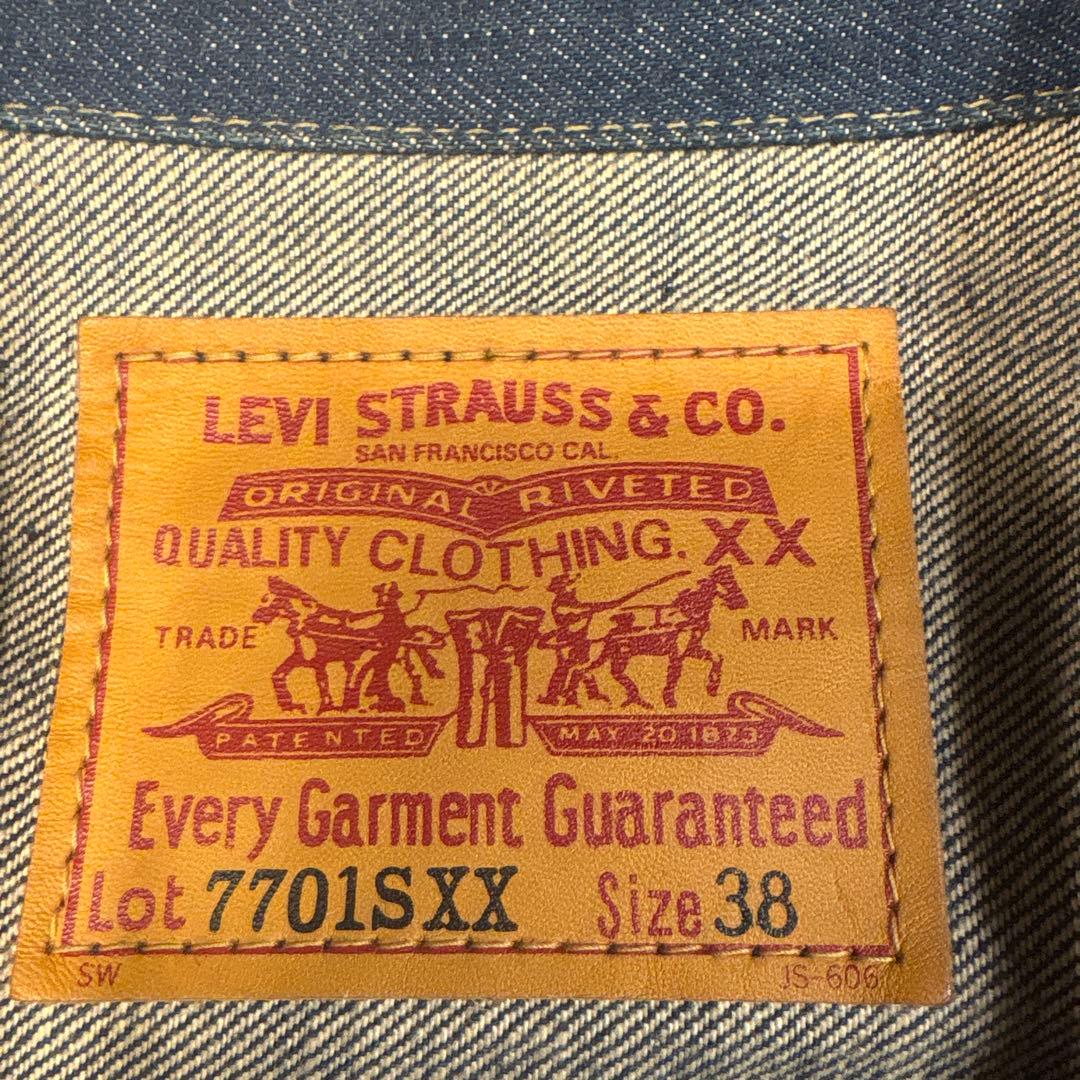 LEVI STRAUSS & CO.
SAN FRANCISCO CAL.
ORIGINAL RIVETED
QUALITY CLOTHING. XX
TRADE MARK
PATENTED MAY 20 1873
Every Garment Guaranteed
Lot 7701SXX Size 38
SW JS-606